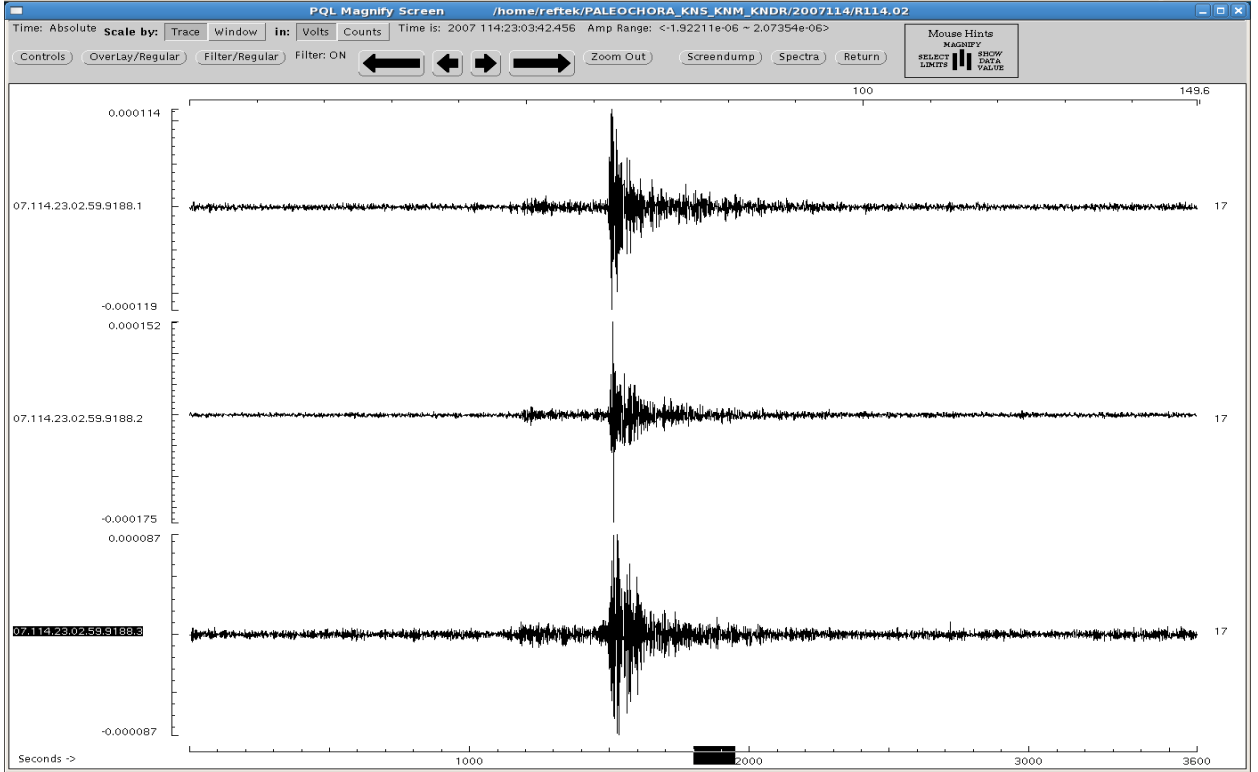 PQL Magnify Screen /home/reftek/PALEOCHORA_KNS_KNM_KNDR/2007114/R114.02
Time: Absolute Scale by: Trace Window in: Volts Counts Time is: 2007 114:23:03:42.456 Amp Range: <-1.92211e-06 ~ 2.07354e-06>
Controls OverLay/Regular Filter/Regular Filter: ON Zoom Out Screendump Spectra Return
Mouse Hints
MAGNIFY
SELECT LIMITS SHOW DATA VALUE
100 149.6
0.000114
07.114.23.02.59.9188.1 17
-0.000119
0.000152
07.114.23.02.59.9188.2 17
-0.000175
0.000087
07.114.23.02.59.9188.3 17
-0.000087
Seconds -> 1000 2000 3000 3600